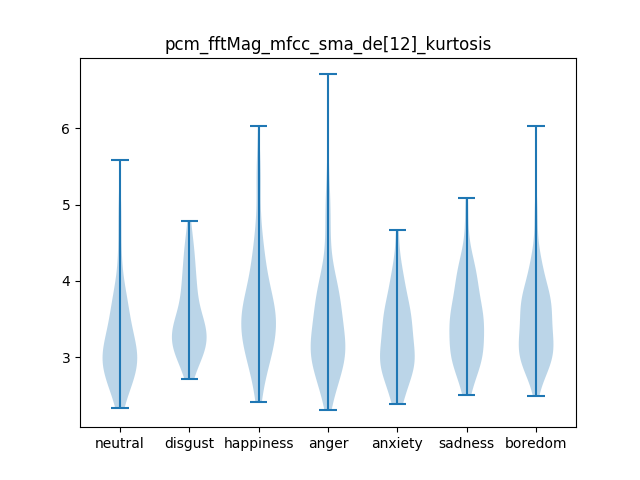 pcm_fftMag_mfcc_sma_de[12]_kurtosis
6
5
4
3
neutral disgust happiness anger anxiety sadness boredom